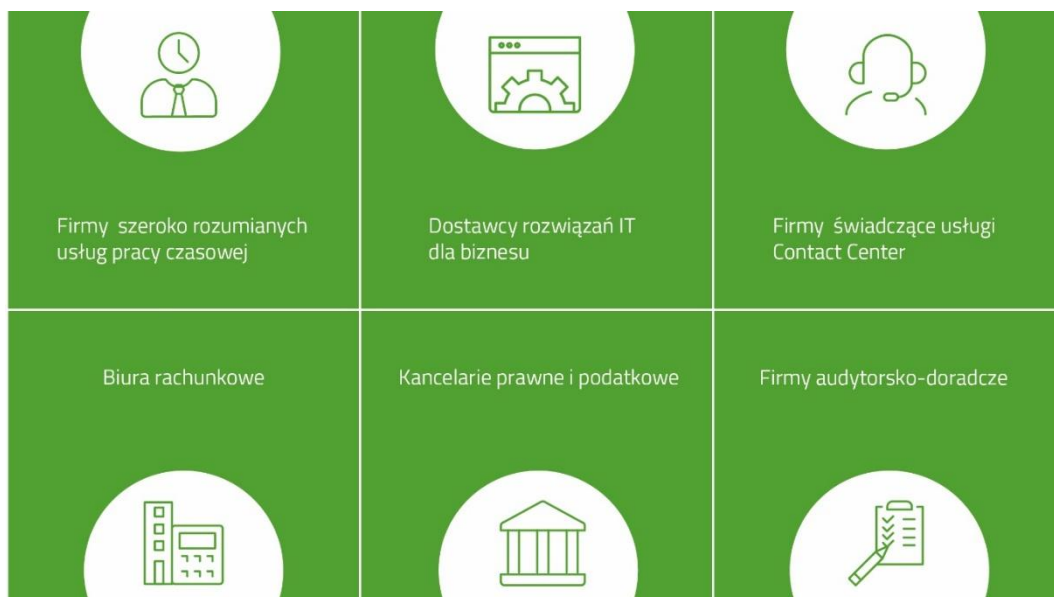 Firmy szeroko rozumianych
usług pracy czasowej
Dostawcy rozwiązań IT
dla biznesu
Firmy świadczące usługi
Contact Center
Biura rachunkowe
Kancelarie prawne i podatkowe
Firmy audytorsko-doradcze